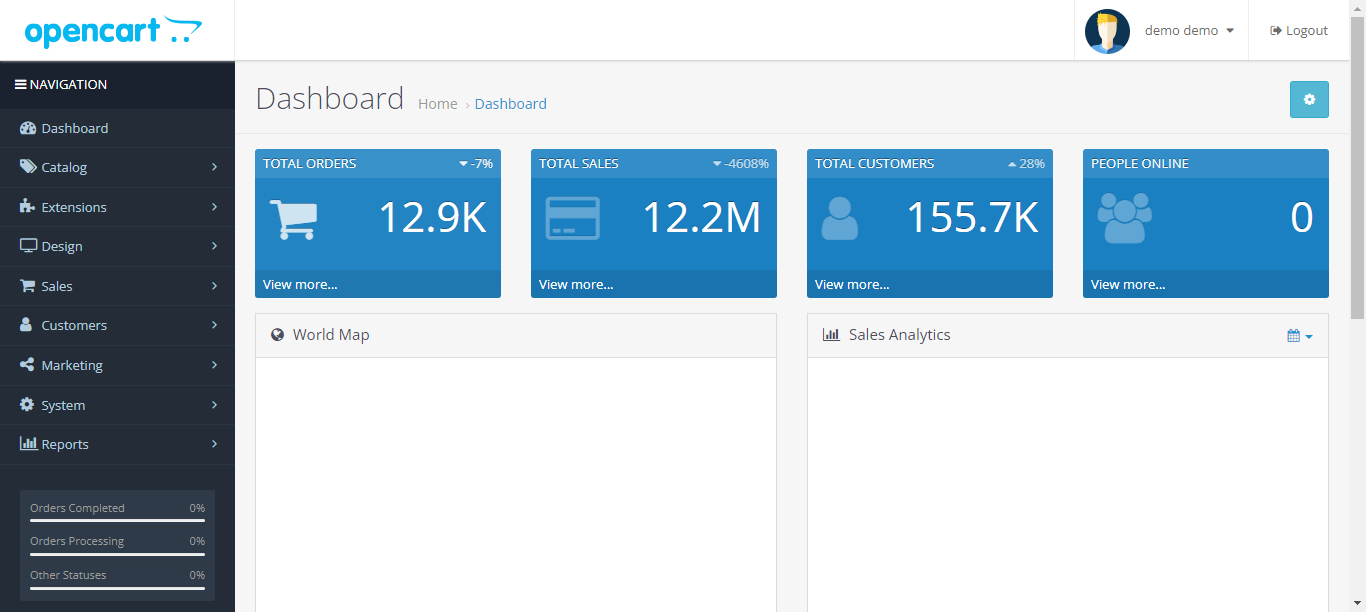 opencart
demo demo
Logout
NAVIGATION
Dashboard
Catalog
Extensions
Design
Sales
Customers
Marketing
System
Reports
Orders Completed 0%
Orders Processing 0%
Other Statuses 0%
Dashboard Home › Dashboard
TOTAL ORDERS -7%
12.9K
View more...
TOTAL SALES -4608%
12.2M
View more...
TOTAL CUSTOMERS 28%
155.7K
View more...
PEOPLE ONLINE
0
View more...
World Map
Sales Analytics